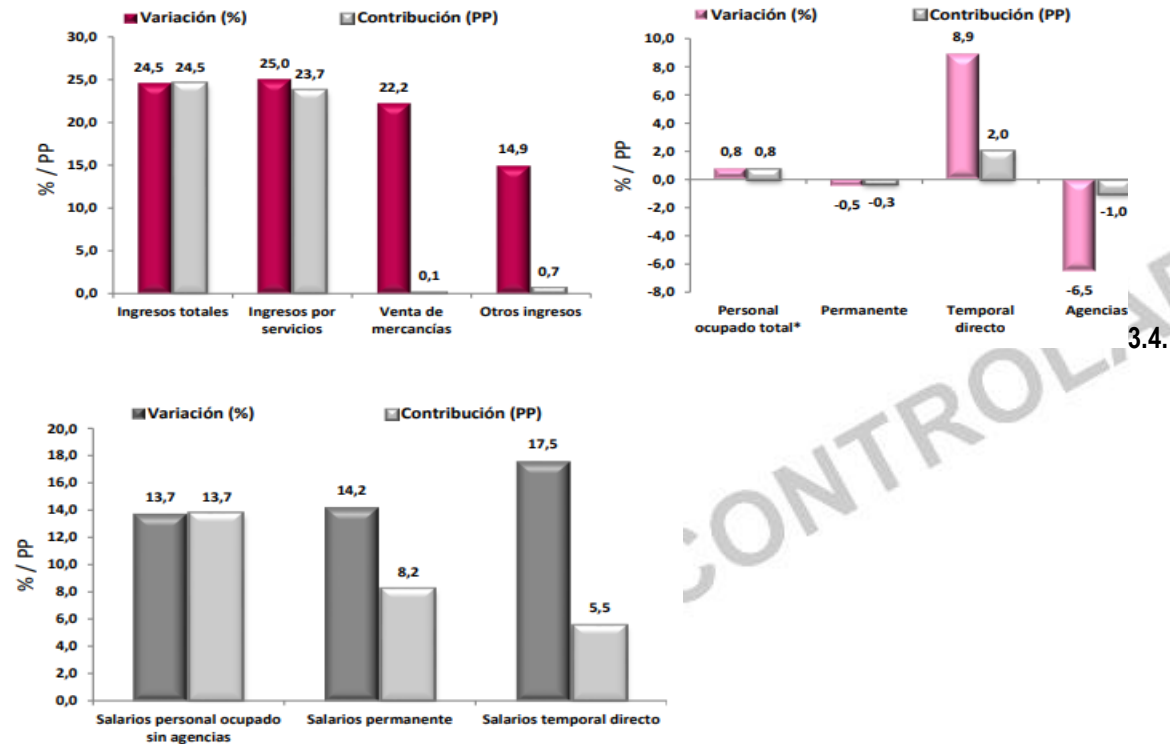 Variación (%) Contribución (PP)
% / PP
30,0
25,0
20,0
15,0
10,0
5,0
0,0
24,5 24,5 25,0 23,7 22,2 0,1 14,9 0,7
Ingresos totales Ingresos por servicios Venta de mercancías Otros ingresos
Variación (%) Contribución (PP)
% / PP
10,0
8,0
6,0
4,0
2,0
0,0
-2,0
-4,0
-6,0
-8,0
0,8 0,8 -0,5 -0,3 8,9 2,0 -6,5 -1,0
Personal ocupado total* Permanente Temporal directo Agencias
3.4.
Variación (%) Contribución (PP)
% / PP
20,0
18,0
16,0
14,0
12,0
10,0
8,0
6,0
4,0
2,0
0,0
13,7 13,7 14,2 8,2 17,5 5,5
Salarios personal ocupado sin agencias Salarios permanente Salarios temporal directo